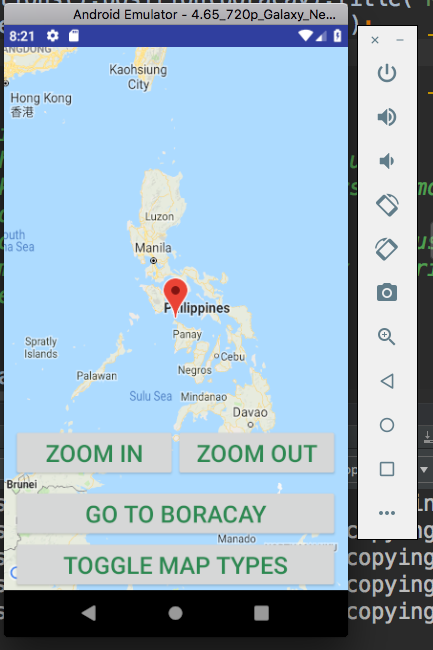 Android Emulator - 4.65_720p_Galaxy_Ne...
8:21
Kaohsiung
City
Hong Kong
香港
Luzon
Manila
Philippines
Panay
Spratly
Islands
Cebu
Negros
Palawan
Sulu Sea
Mindanao
Davao
ZOOM IN
ZOOM OUT
Brunei
GO TO BORACAY
Manado
TOGGLE MAP TYPES
copying
copying
copying
copying